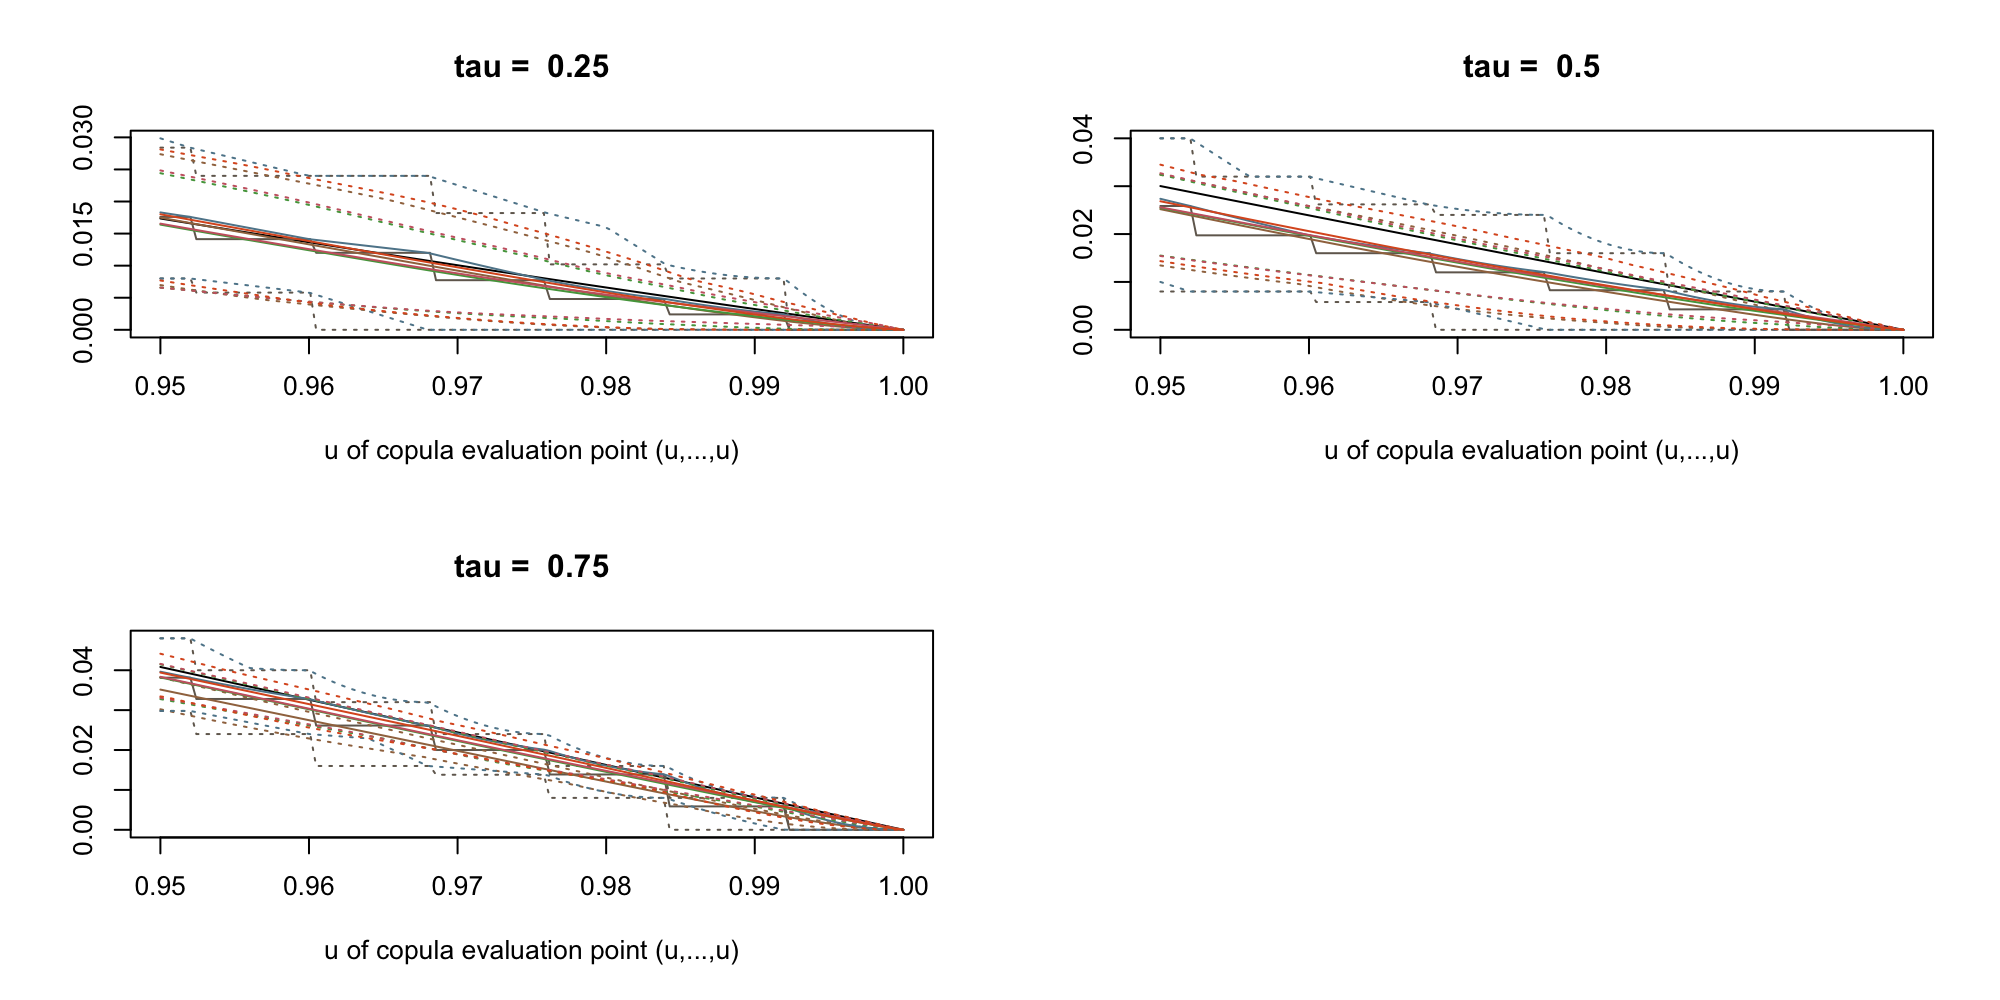 tau =  0.25
0.000 0.015 0.030
0.95 0.96 0.97 0.98 0.99 1.00
u of copula evaluation point (u,...,u)
tau =  0.5
0.00 0.02 0.04
0.95 0.96 0.97 0.98 0.99 1.00
u of copula evaluation point (u,...,u)
tau =  0.75
0.00 0.02 0.04
0.95 0.96 0.97 0.98 0.99 1.00
u of copula evaluation point (u,...,u)